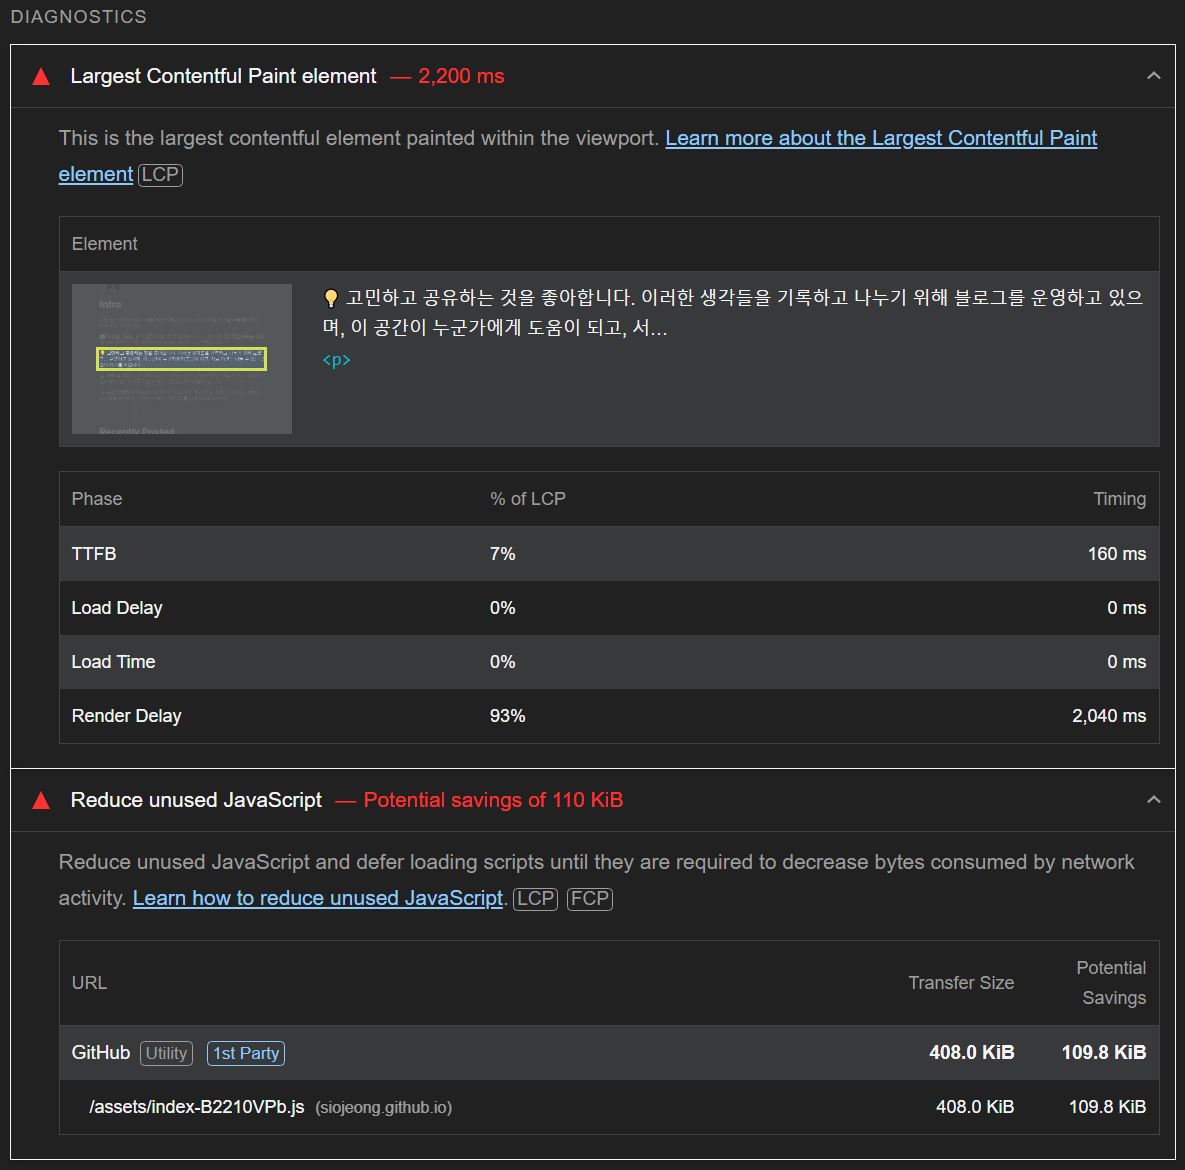 DIAGNOSTICS
Largest Contentful Paint element — 2,200 ms
This is the largest contentful element painted within the viewport. Learn more about the Largest Contentful Paint
element LCP
Element
💡 고민하고 공유하는 것을 좋아합니다. 이러한 생각들을 기록하고 나누기 위해 블로그를 운영하고 있으
며, 이 공간이 누군가에게 도움이 되고, 서...
<p>
Intro
Recently Posted
Phase % of LCP Timing
TTFB 7% 160 ms
Load Delay 0% 0 ms
Load Time 0% 0 ms
Render Delay 93% 2,040 ms
Reduce unused JavaScript — Potential savings of 110 KiB
Reduce unused JavaScript and defer loading scripts until they are required to decrease bytes consumed by network
activity. Learn how to reduce unused JavaScript. LCP FCP
URL Transfer Size Potential
Savings
GitHub Utility 1st Party 408.0 KiB 109.8 KiB
/assets/index-B2210VPb.js (siojeong.github.io) 408.0 KiB 109.8 KiB